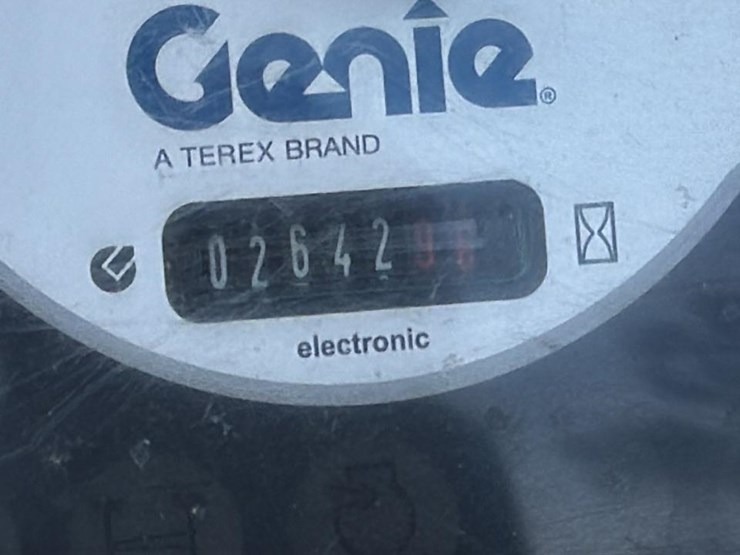 Genie®
A TEREX BRAND
02642
electronic